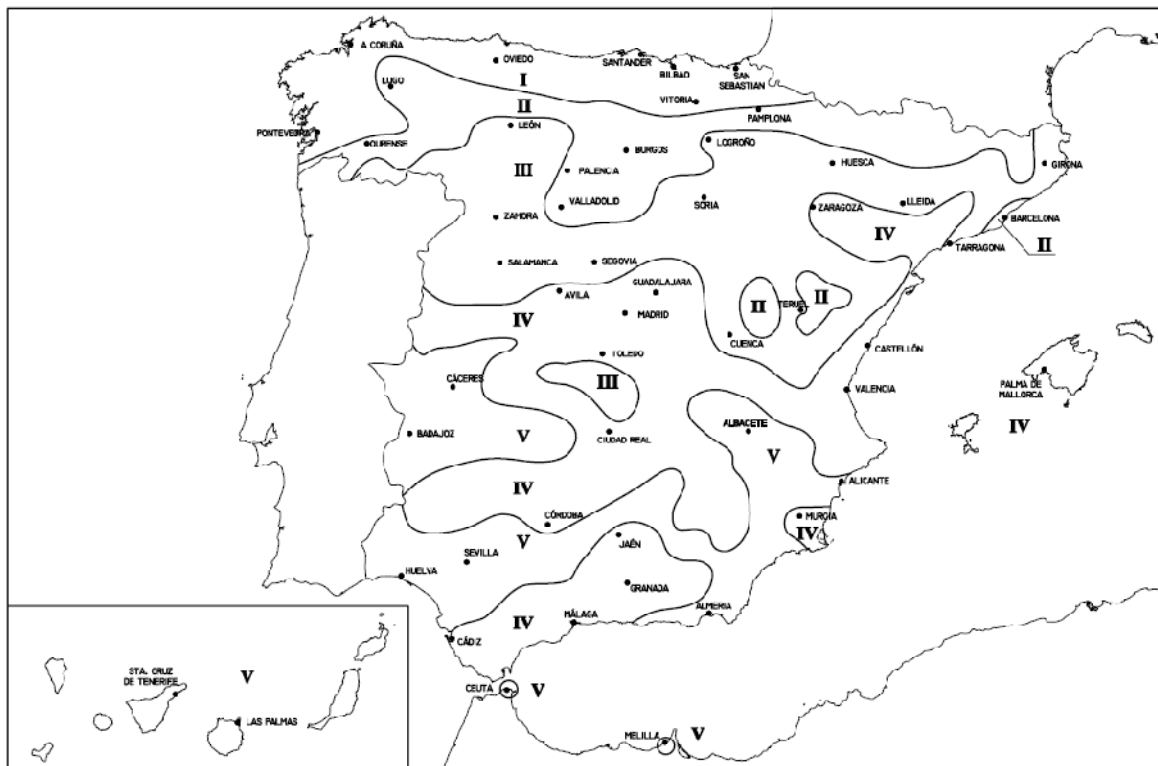 A CORUÑA
OVIEDO
SANTANDER
BILBAO
SAN
SEBASTIAN
LUGO
I
VITORIA
II
PAMPLONA
LEÓN
PONTEVEDRA
OURENSE
LOGROÑO
BURGOS
HUESCA
GIRONA
III
PALENCIA
VALLADOLID
SORIA
ZARAGOZA
LLEIDA
ZAMORA
BARCELONA
IV
TARRAGONA
II
SALAMANCA
SEGOVIA
GUADALAJARA
AVILA
TERUEL
II
II
IV
MADRID
CUENCA
CASTELLÓN
TOLEDO
CÁCERES
III
VALENCIA
PALMA DE
MALLORCA
IV
BADAJOZ
V
CIUDAD REAL
ALBACETE
V
IV
ALICANTE
CÓRDOBA
MURCIA
IV
V
JAÉN
SEVILLA
HUELVA
GRANADA
ALMERIA
MÁLAGA
IV
CÁDIZ
STA. CRUZ
DE TENERIFE
V
LAS PALMAS
CEUTA
V
MELILLA
V